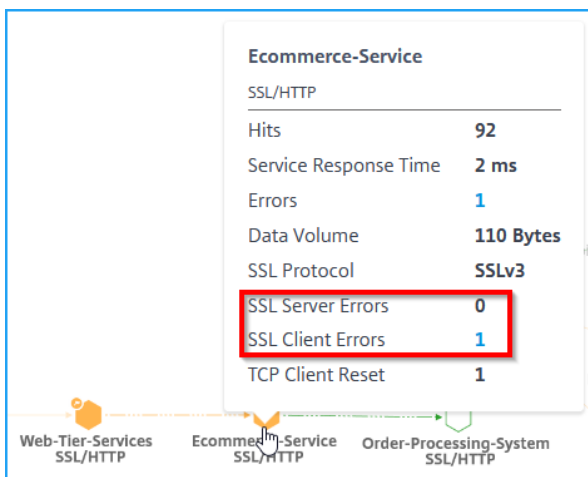 Ecommerce-Service
SSL/HTTP
Hits 92
Service Response Time 2 ms
Errors 1
Data Volume 110 Bytes
SSL Protocol SSLv3
SSL Server Errors 0
SSL Client Errors 1
TCP Client Reset 1
Web-Tier-Services
SSL/HTTP
Ecommerce-Service
SSL/HTTP
Order-Processing-System
SSL/HTTP